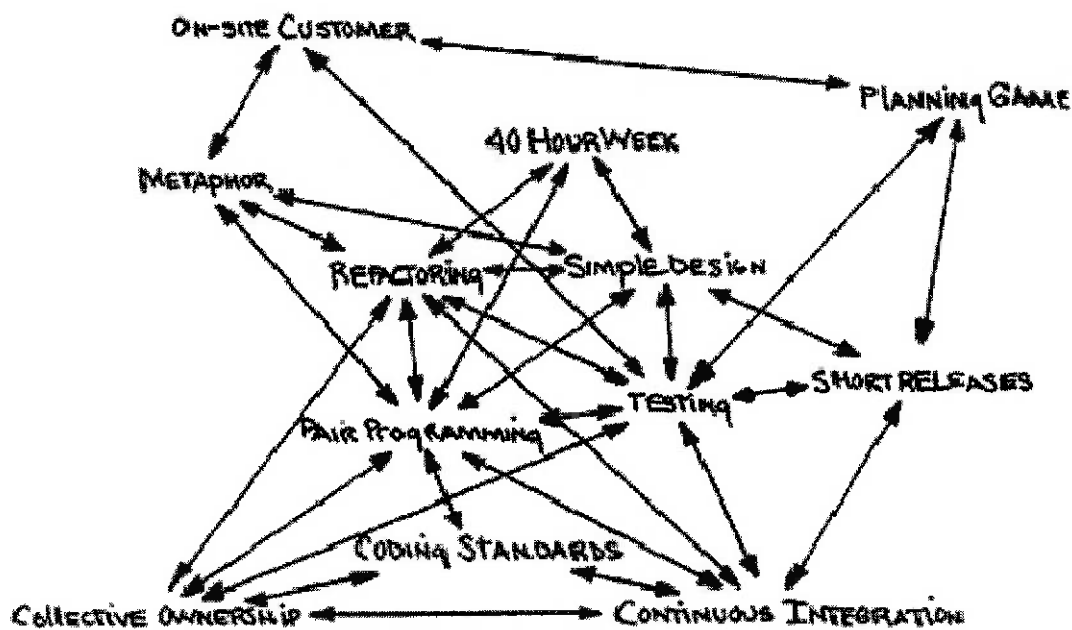 ON-SITE CUSTOMER
PLANNING GAME
40 HOUR WEEK
METAPHOR
REFACTORING
SIMPLE DESIGN
SHORT RELEASES
TESTING
PAIR PROGRAMMING
CODING STANDARDS
COLLECTIVE OWNERSHIP
CONTINUOUS INTEGRATION